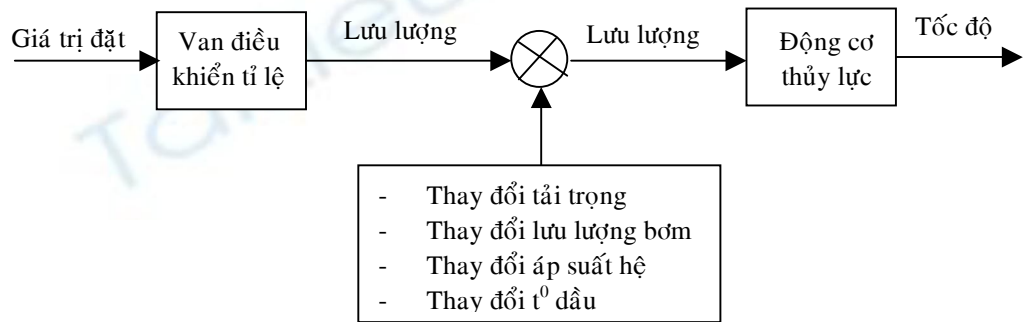 Giá trị đặt
Van điều
khiển tỉ lệ
Lưu lượng
Lưu lượng
Động cơ
thủy lực
Tốc độ
- Thay đổi tải trọng
- Thay đổi lưu lượng bơm
- Thay đổi áp suất hệ
- Thay đổi t⁰ dầu